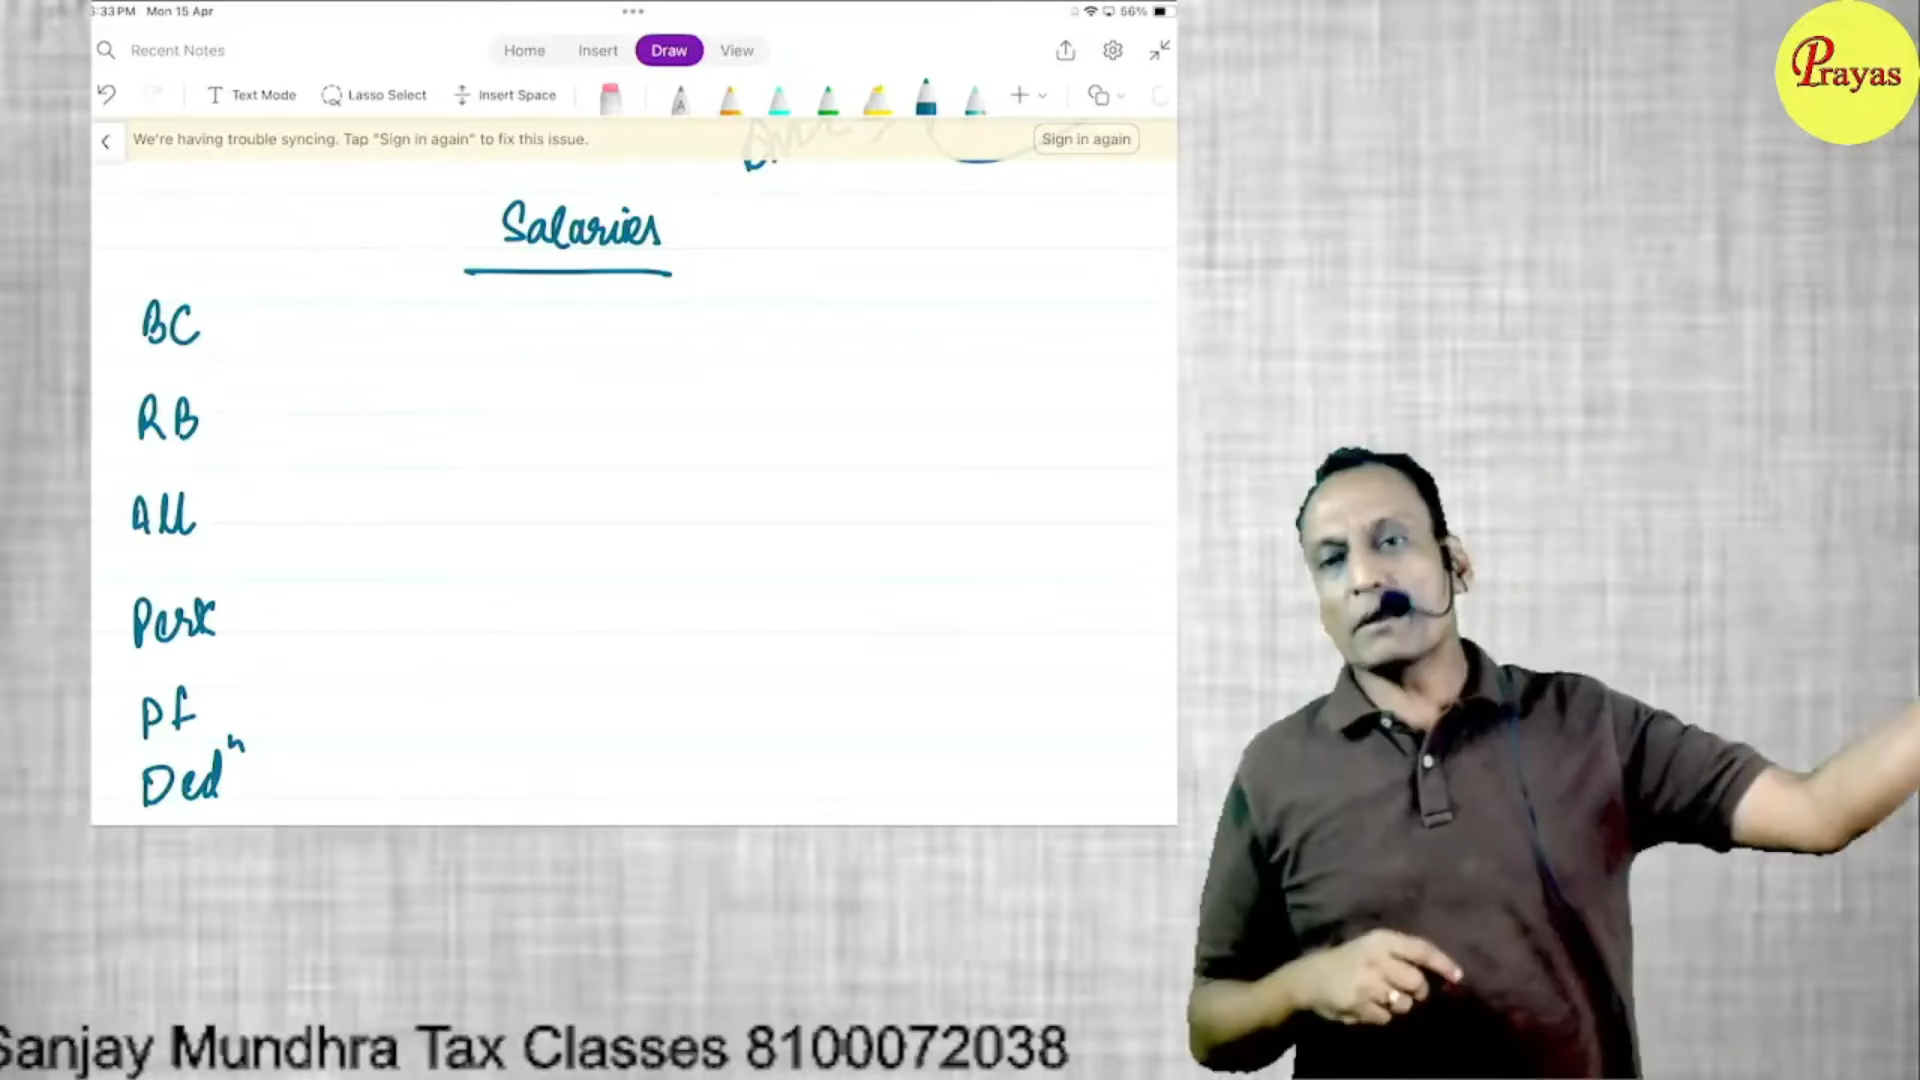 :33 PM Mon 15 Apr
56%
Prayas
Recent Notes
Home Insert Draw View
Text Mode Lasso Select Insert Space
We're having trouble syncing. Tap "Sign in again" to fix this issue.
Sign in again
Salaries
BC
RB
All
Perk
Pf
Dedⁿ
Sanjay Mundhra Tax Classes 8100072038